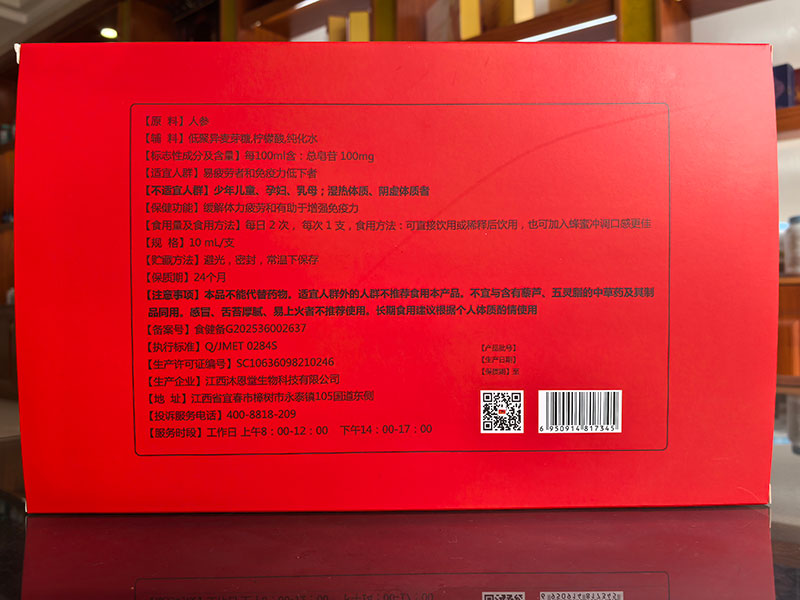 【原  料】人参
【辅  料】低聚异麦芽糖,柠檬酸,纯化水
【标志性成分及含量】每100ml含：总皂苷 100mg
【适宜人群】易疲劳者和免疫力低下者
【不适宜人群】少年儿童、孕妇、乳母；湿热体质、阴虚体质者
【保健功能】缓解体力疲劳和有助于增强免疫力
【食用量及食用方法】每日2 次， 每次 1 支，食用方法：可直接饮用或稀释后饮用，也可加入蜂蜜冲调口感更佳
【规  格】10 mL/支
【贮藏方法】避光，密封，常温下保存
【保质期】24个月
【注意事项】本品不能代替药物。适宜人群外的人群不推荐食用本产品。不宜与含有藜芦、五灵脂的中草药及其制
品同用。感冒、舌苔厚腻、易上火者不推荐使用。长期食用建议根据个人体质酌情使用
【备案号】食健备G202536002637
【执行标准】Q/JMET 0284S
【生产许可证编号】SC10636098210246
【生产企业】江西沐恩堂生物科技有限公司
【地  址】江西省宜春市樟树市永泰镇105国道东侧
【投诉服务电话】400-8818-209
【服务时段】工作日 上午8：00-12：00  下午14：00-17：00
【产品批号】
【生产日期】
【保质期】至
6 950914 817345